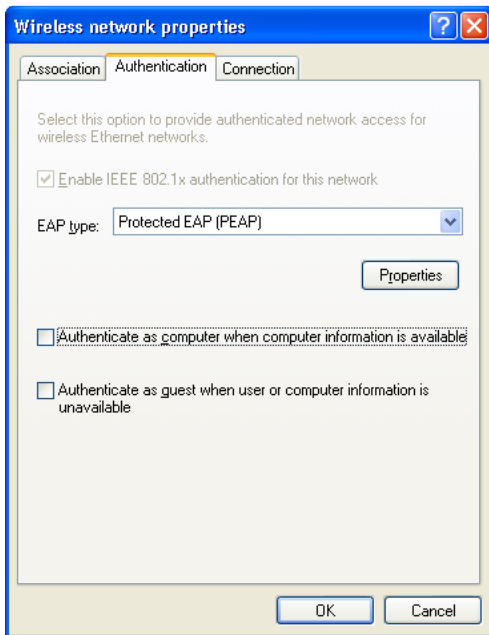 Wireless network properties
Association Authentication Connection
Select this option to provide authenticated network access for
wireless Ethernet networks.
Enable IEEE 802.1x authentication for this network
EAP type: Protected EAP (PEAP)
Properties
Authenticate as computer when computer information is available
Authenticate as guest when user or computer information is
unavailable
OK Cancel